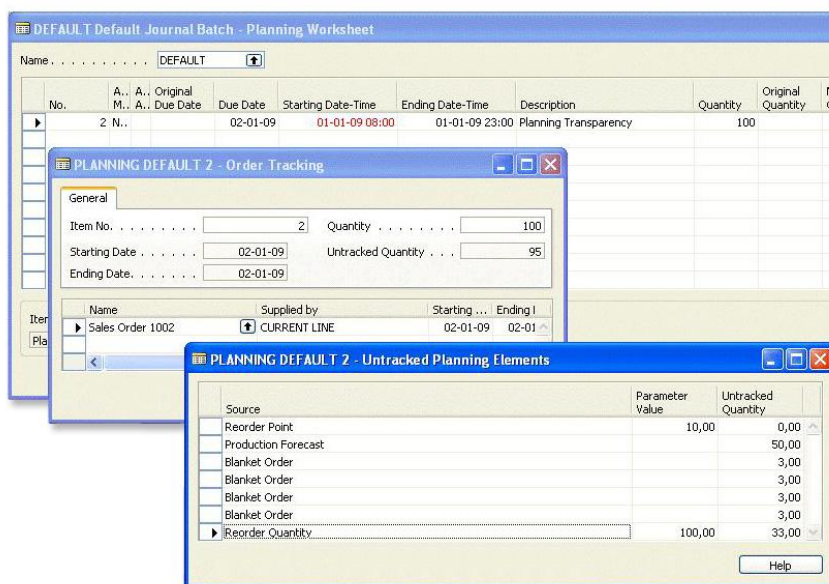 DEFAULT Default Journal Batch - Planning Worksheet
Name . . . . . . . . . . DEFAULT
No. A.. M.. A.. A.. Original Due Date Due Date Starting Date-Time Ending Date-Time Description Quantity Original Quantity
2 N.. 02-01-09 01-01-09 08:00 01-01-09 23:00 Planning Transparency 100
PLANNING DEFAULT 2 - Order Tracking
General
Item No. . . . . . . . . 2 Quantity . . . . . . . . 100
Starting Date . . . . . . 02-01-09 Untracked Quantity . . . 95
Ending Date. . . . . . . 02-01-09
Name Supplied by Starting ... Ending I
Sales Order 1002 CURRENT LINE 02-01-09 02-01
Iter
Pla
PLANNING DEFAULT 2 - Untracked Planning Elements
Source Parameter Value Untracked Quantity
Reorder Point 10,00 0,00
Production Forecast 50,00
Blanket Order 3,00
Blanket Order 3,00
Blanket Order 3,00
Blanket Order 3,00
Reorder Quantity 100,00 33,00
Help